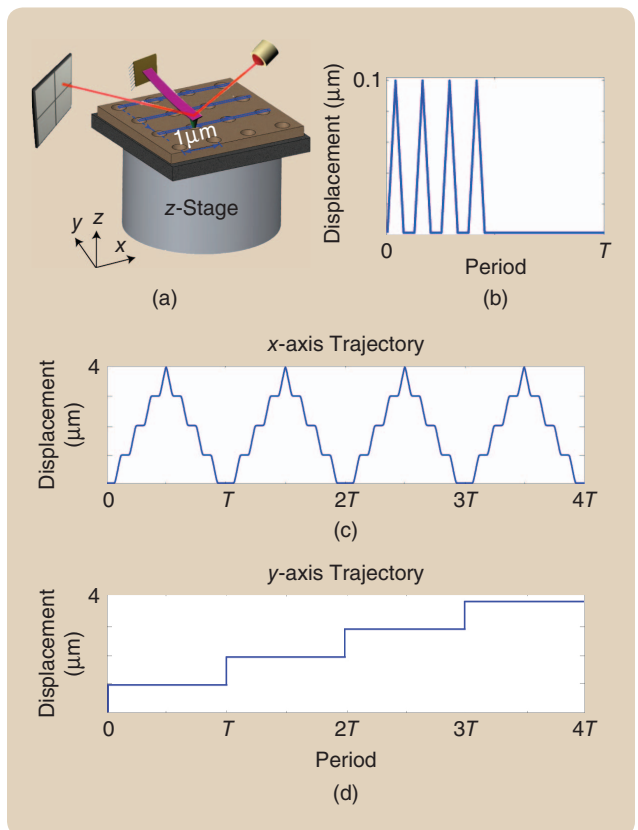 1μm
z-Stage
y
z
x
(a)
Displacement (μm)
0.1
0
T
Period
(b)
x-axis Trajectory
Displacement
(μm)
4
0
T
2T
3T
4T
(c)
y-axis Trajectory
Displacement
(μm)
4
0
T
2T
3T
4T
Period
(d)